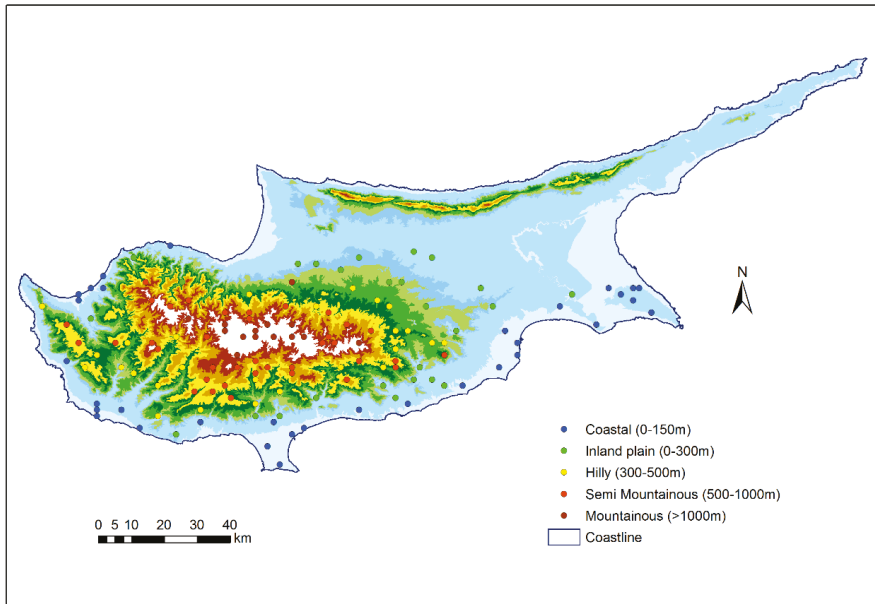 N
Coastal (0-150m)
Inland plain (0-300m)
Hilly (300-500m)
Semi Mountainous (500-1000m)
Mountainous (>1000m)
Coastline
0 5 10 20 30 40
km